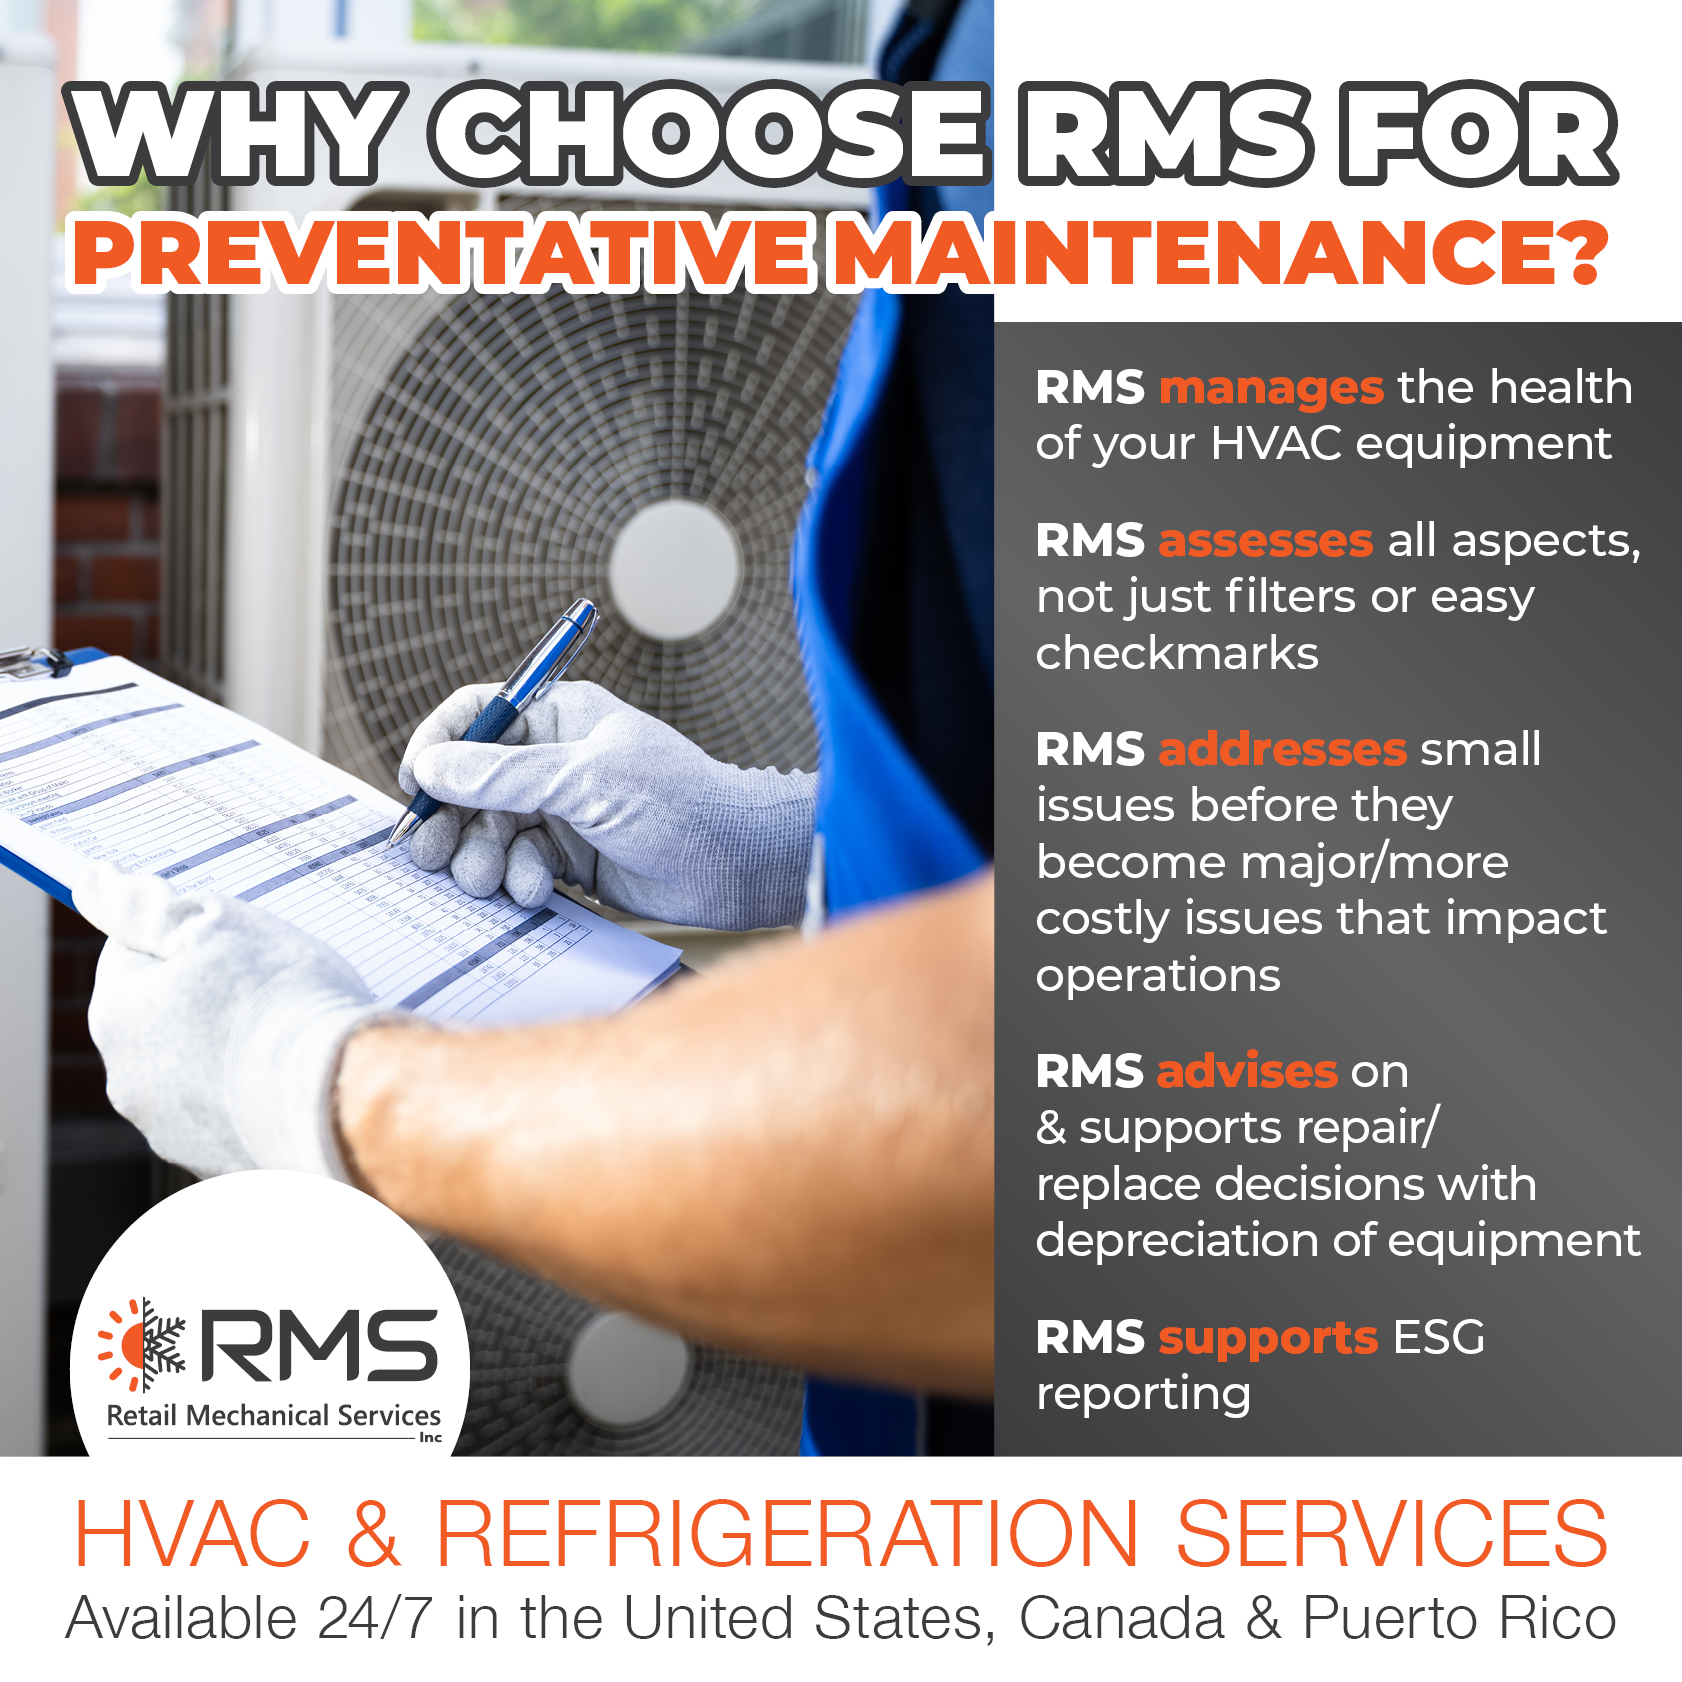 WHY CHOOSE RMS FOR
PREVENTATIVE MAINTENANCE?
RMS manages the health
of your HVAC equipment
RMS assesses all aspects,
not just filters or easy
checkmarks
RMS addresses small
issues before they
become major/more
costly issues that impact
operations
RMS advises on
& supports repair/
replace decisions with
depreciation of equipment
RMS supports ESG
reporting
RMS
Retail Mechanical Services
Inc
HVAC & REFRIGERATION SERVICES
Available 24/7 in the United States, Canada & Puerto Rico